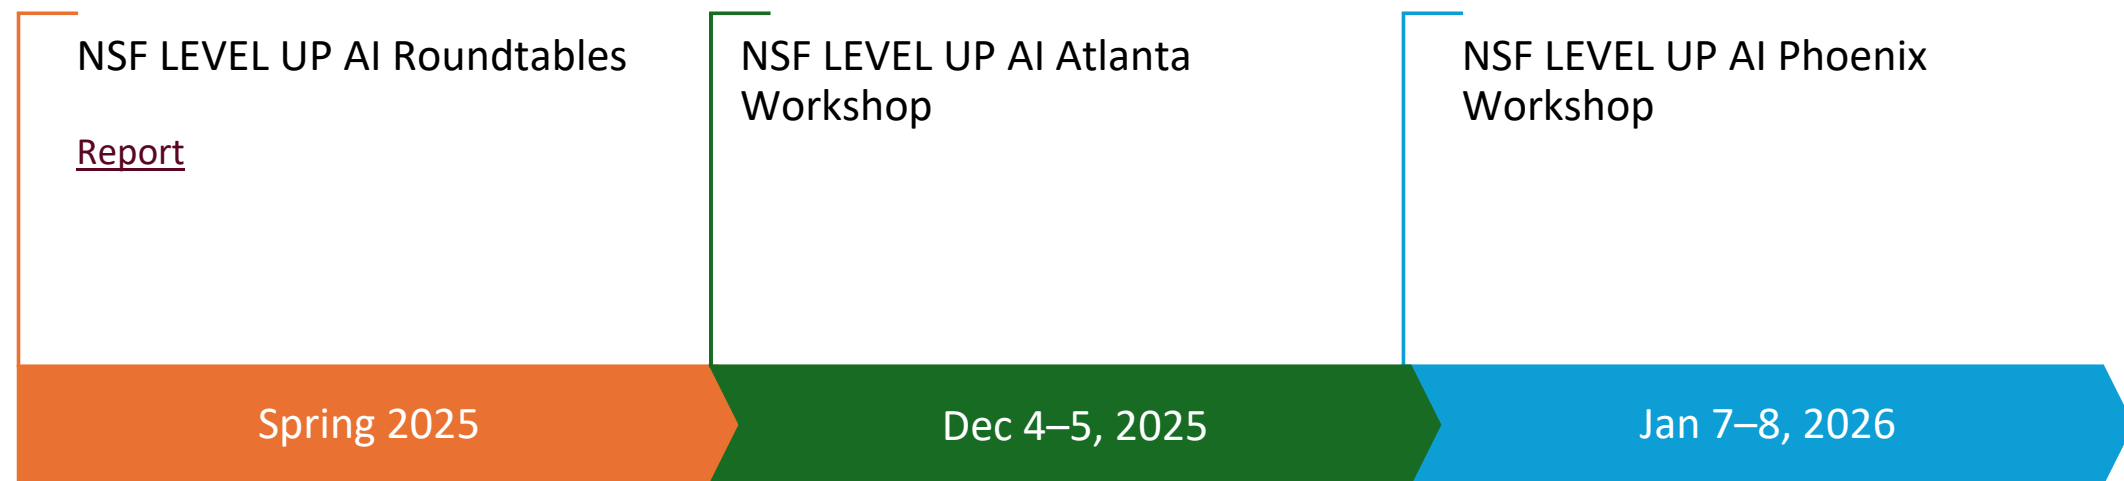 NSF LEVEL UP AI Roundtables
Report
NSF LEVEL UP AI Atlanta
Workshop
NSF LEVEL UP AI Phoenix
Workshop
Spring 2025
Dec 4–5, 2025
Jan 7–8, 2026